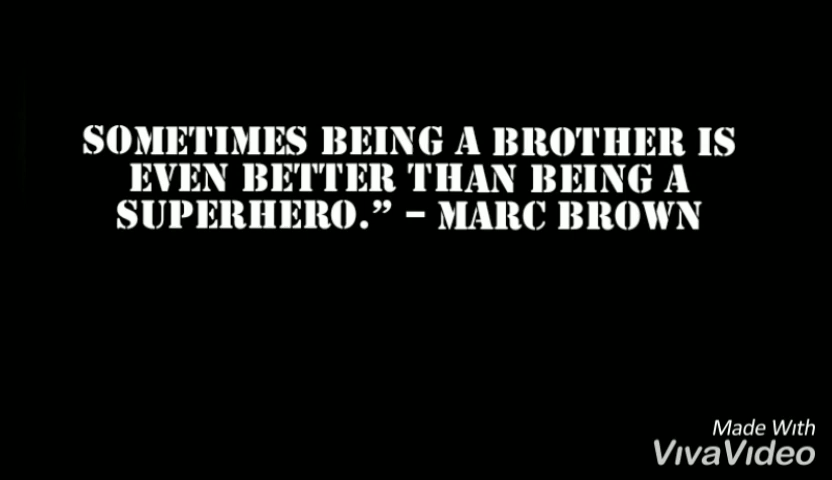 SOMETIMES BEING A BROTHER IS
EVEN BETTER THAN BEING A
SUPERHERO.” – MARC BROWN
Made With
VivaVideo